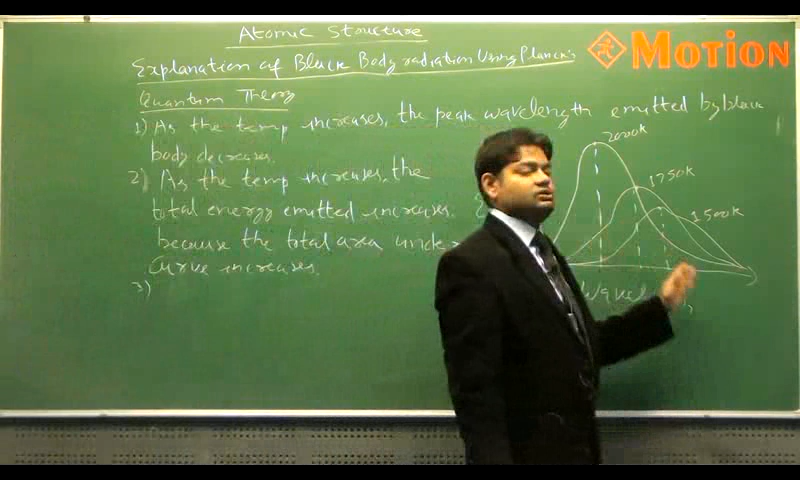 Atomic Structure
MOTION
Explanation of Black Body radiation Using Planck's
Quantum Theory
1) As the temp increases, the peak wavelength emitted by black
body decreases.
2) As the temp increases, the
total energy emitted increases.
because the total area under
curve increases.
3)
2000k
1750k
1500k